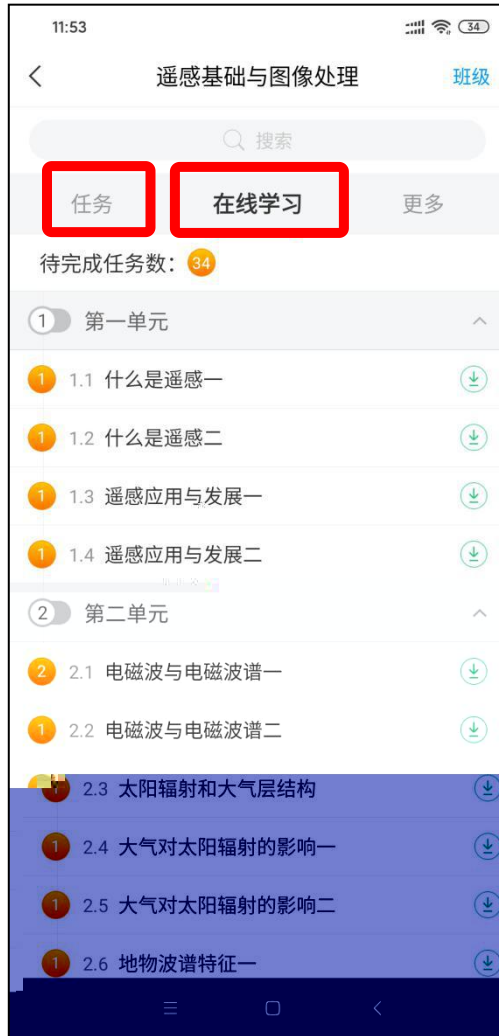 11:53 34
遥感基础与图像处理 班级
搜索
任务 在线学习 更多
待完成任务数: 34
1 第一单元
1 1.1 什么是遥感一
1 1.2 什么是遥感二
1 1.3 遥感应用与发展一
1 1.4 遥感应用与发展二
2 第二单元
2 2.1 电磁波与电磁波谱一
1 2.2 电磁波与电磁波谱二
2.3 太阳辐射和大气层结构
1 2.4 大气对太阳辐射的影响一
1 2.5 大气对太阳辐射的影响二
1 2.6 地物波谱特征一